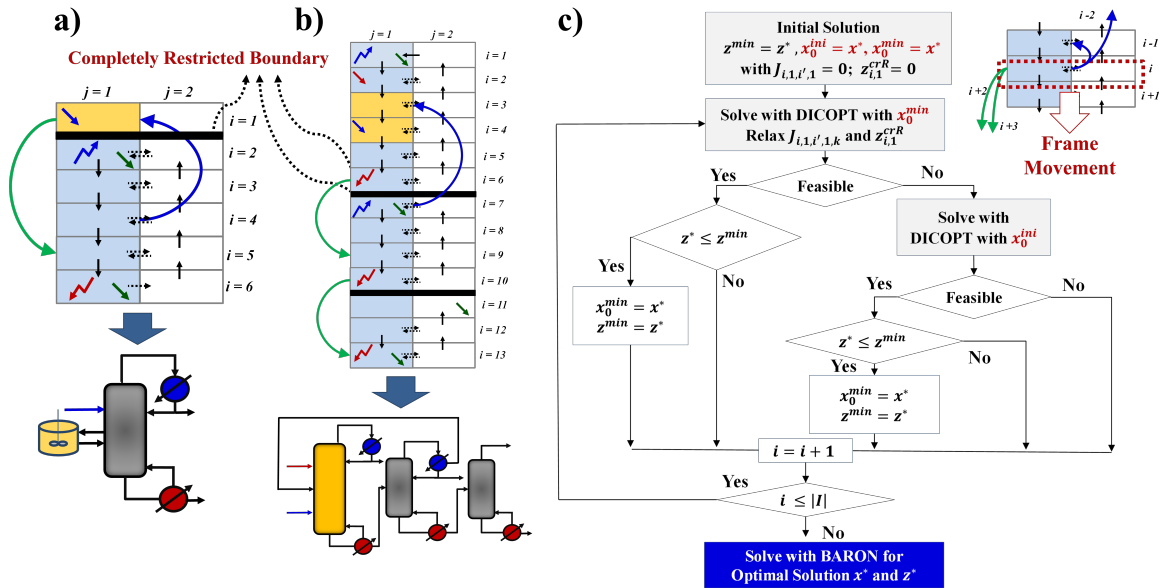 a)
Completely Restricted Boundary
j = 1
j = 2
i = 1
i = 2
i = 3
i = 4
i = 5
i = 6
b)
j = 1
j = 2
i = 1
i = 2
i = 3
i = 4
i = 5
i = 6
i = 7
i = 8
i = 9
i = 10
i = 11
i = 12
i = 13
c)
Initial Solution
z^{min} = z^*, x_0^{ini} = x^*, x_0^{min} = x^*
with J_{i,1,i',1} = 0; z_{i,1}^{crR} = 0
Solve with DICOPT with x_0^{min}
Relax J_{i,1,i',1,k} and z_{i,1}^{crR}
Yes
Feasible
No
z^* ≤ z^{min}
Solve with
DICOPT with x_0^{ini}
Yes
No
x_0^{min} = x^*
z^{min} = z^*
Yes
Feasible
No
z^* ≤ z^{min}
No
Yes
x_0^{min} = x^*
z^{min} = z^*
i = i + 1
Yes
i ≤ |I|
No
Solve with BARON for
Optimal Solution x^* and z^*
i -2
i -1
i
i +1
i +2
i +3
Frame
Movement